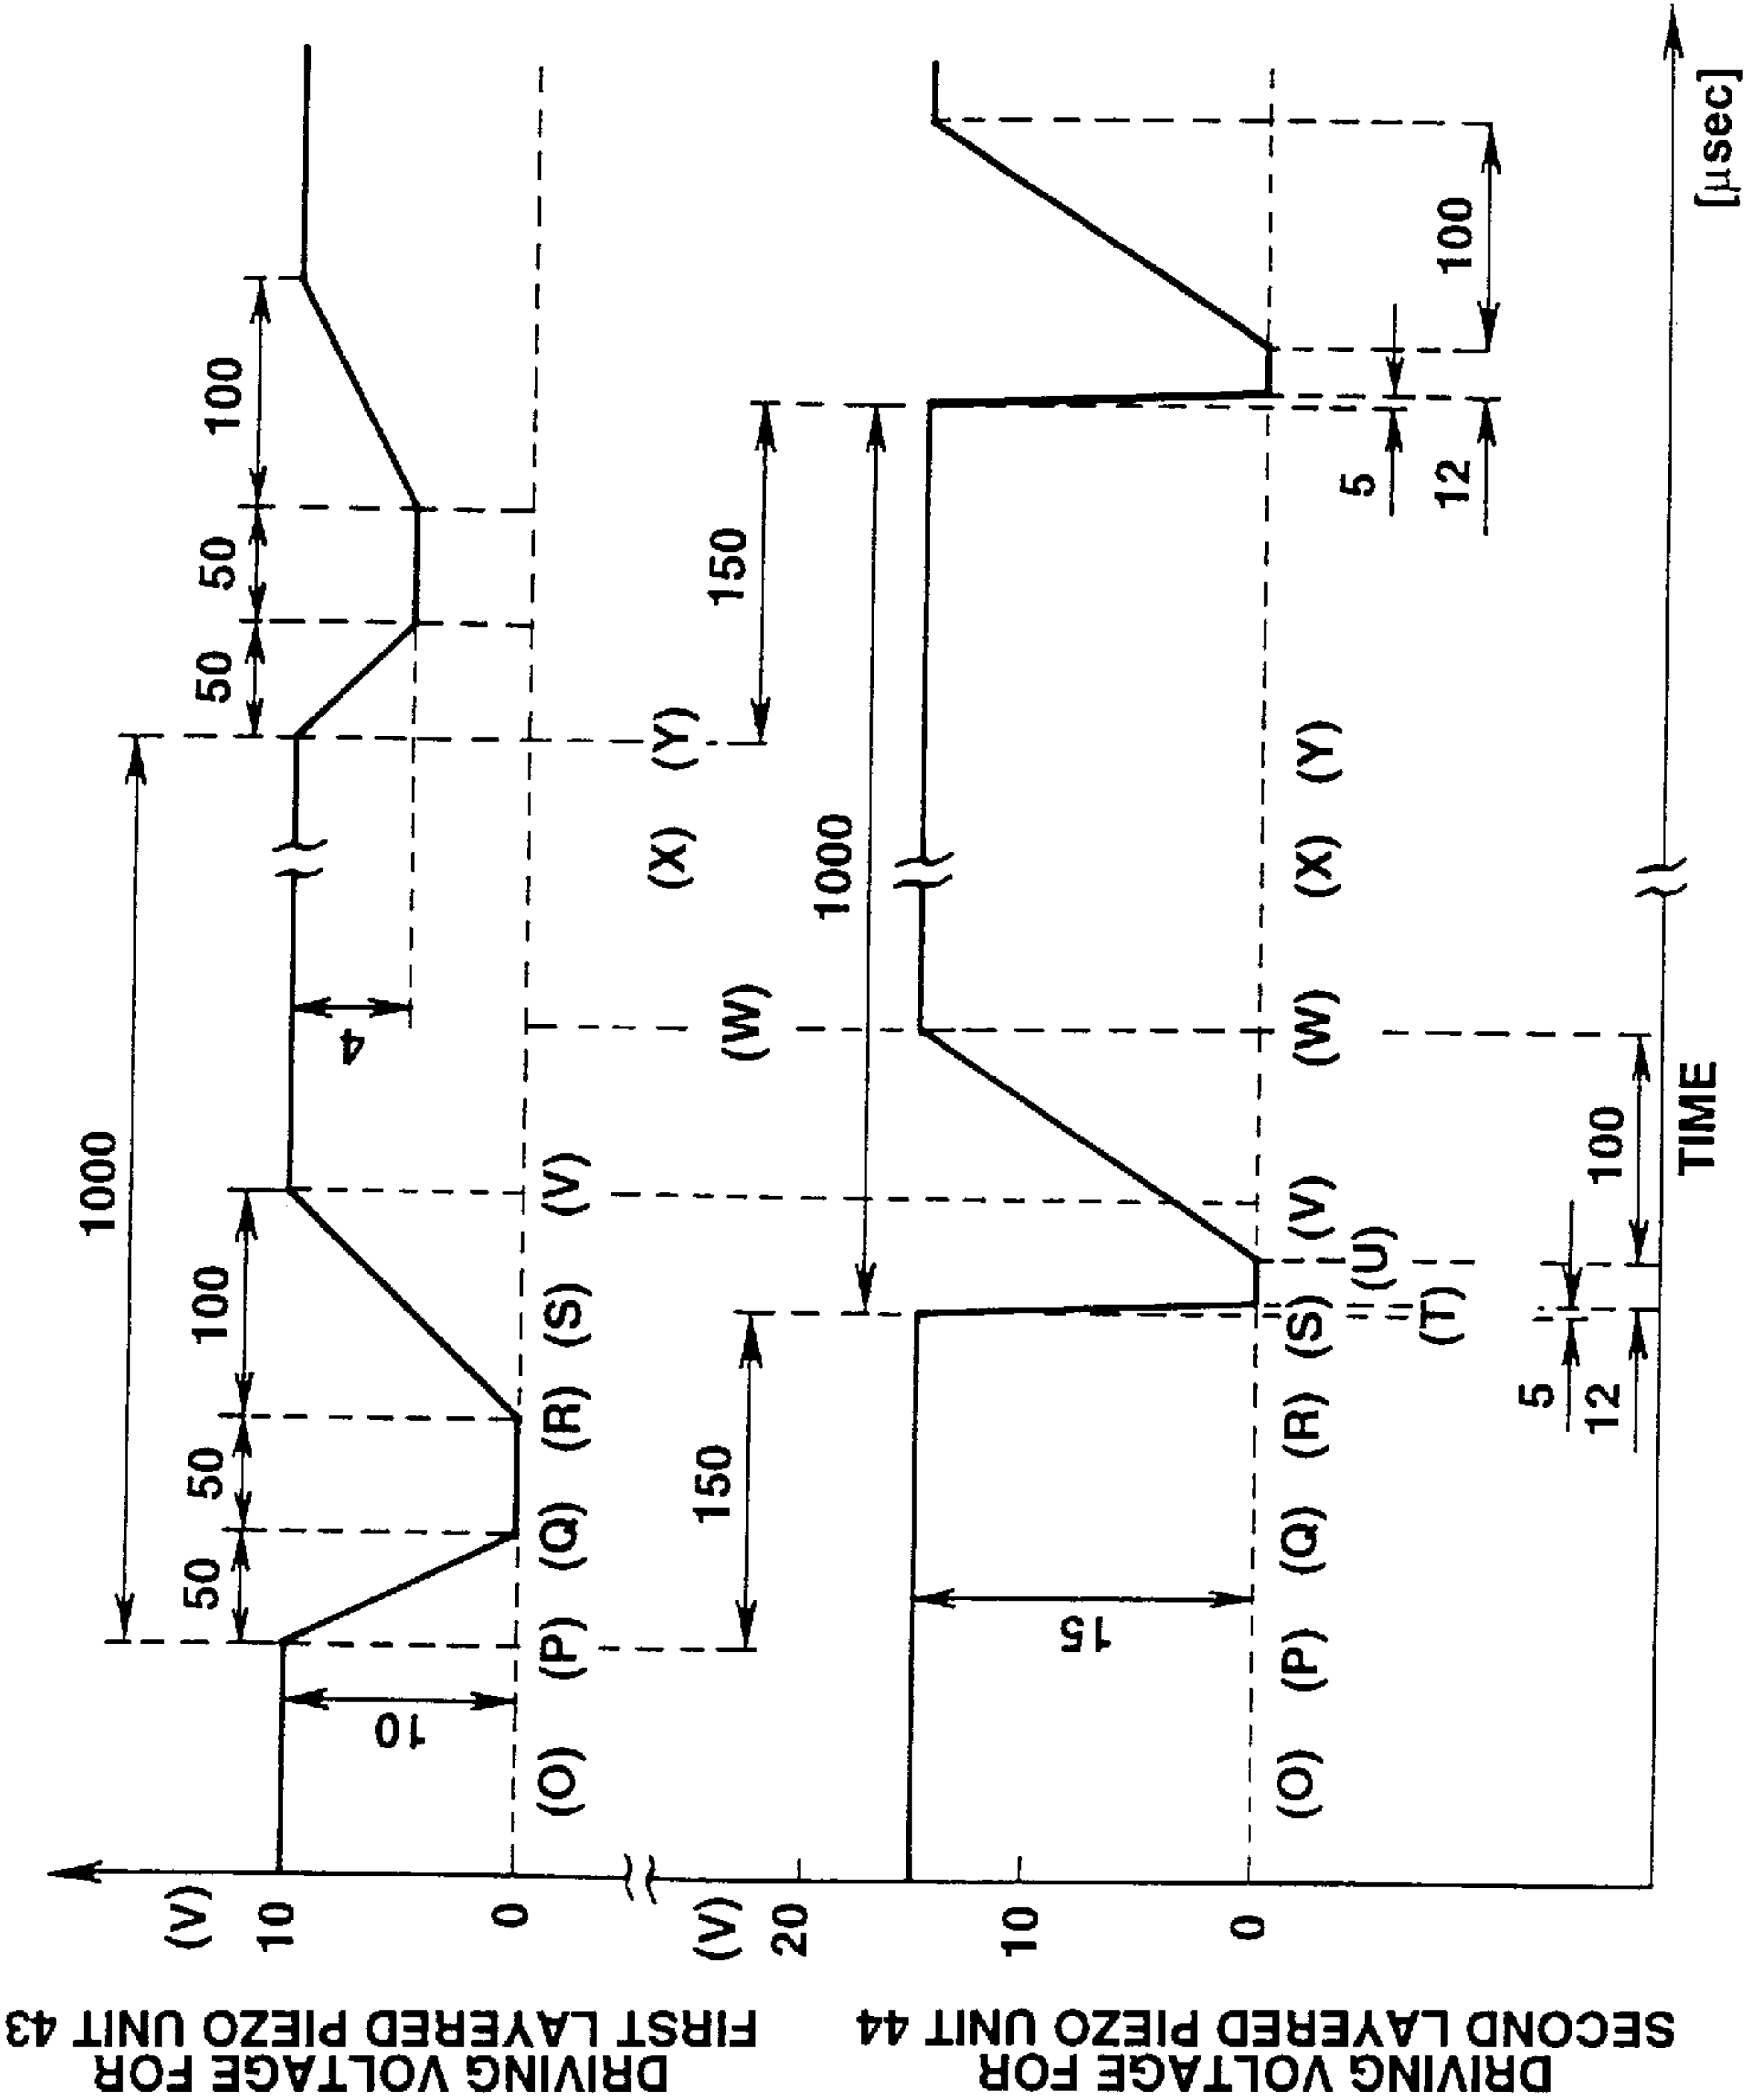 DRIVING VOLTAGE FOR
FIRST LAYERED PIEZO UNIT 43
(V)
10
0
1000
50
50
100
50
50
100
10
4
(O) (P) (Q) (R) (S) (V)
(W)
(X) (Y)
DRIVING VOLTAGE FOR
SECOND LAYERED PIEZO UNIT 44
(V)
20
10
0
150
1000
150
15
(O) (P) (Q) (R) (S) (V) (W) (X) (Y)
(T) (U)
5
12
100
5
12
100
TIME
[μsec]